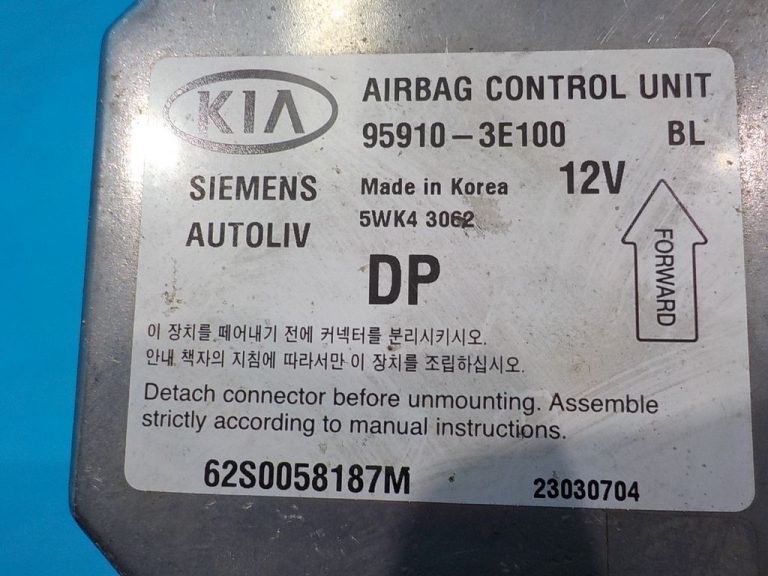 KIA
AIRBAG CONTROL UNIT
95910-3E100 BL
SIEMENS
AUTOLIV
Made in Korea 12V
5WK4 3062
DP
FORWARD
이 장치를 떼어내기 전에 커넥터를 분리시키시오.
안내 책자의 지침에 따라서만 이 장치를 조립하십시오.
Detach connector before unmounting. Assemble
strictly according to manual instructions.
62S0058187M 23030704